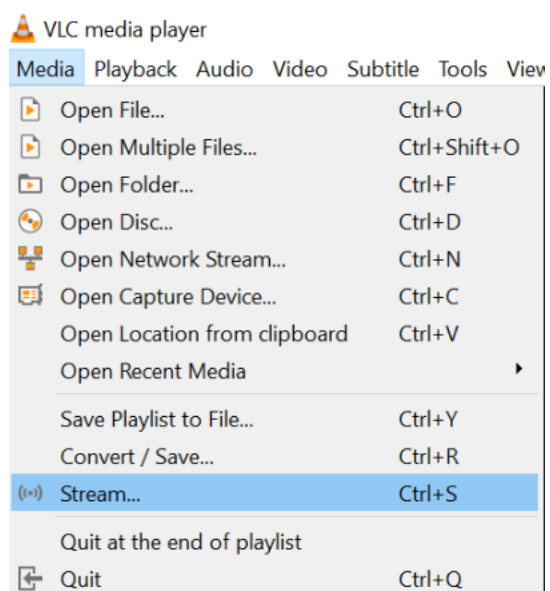 VLC media player
Media Playback Audio Video Subtitle Tools View
Open File... Ctrl+O
Open Multiple Files... Ctrl+Shift+O
Open Folder... Ctrl+F
Open Disc... Ctrl+D
Open Network Stream... Ctrl+N
Open Capture Device... Ctrl+C
Open Location from clipboard Ctrl+V
Open Recent Media
Save Playlist to File... Ctrl+Y
Convert / Save... Ctrl+R
Stream... Ctrl+S
Quit at the end of playlist
Quit Ctrl+Q